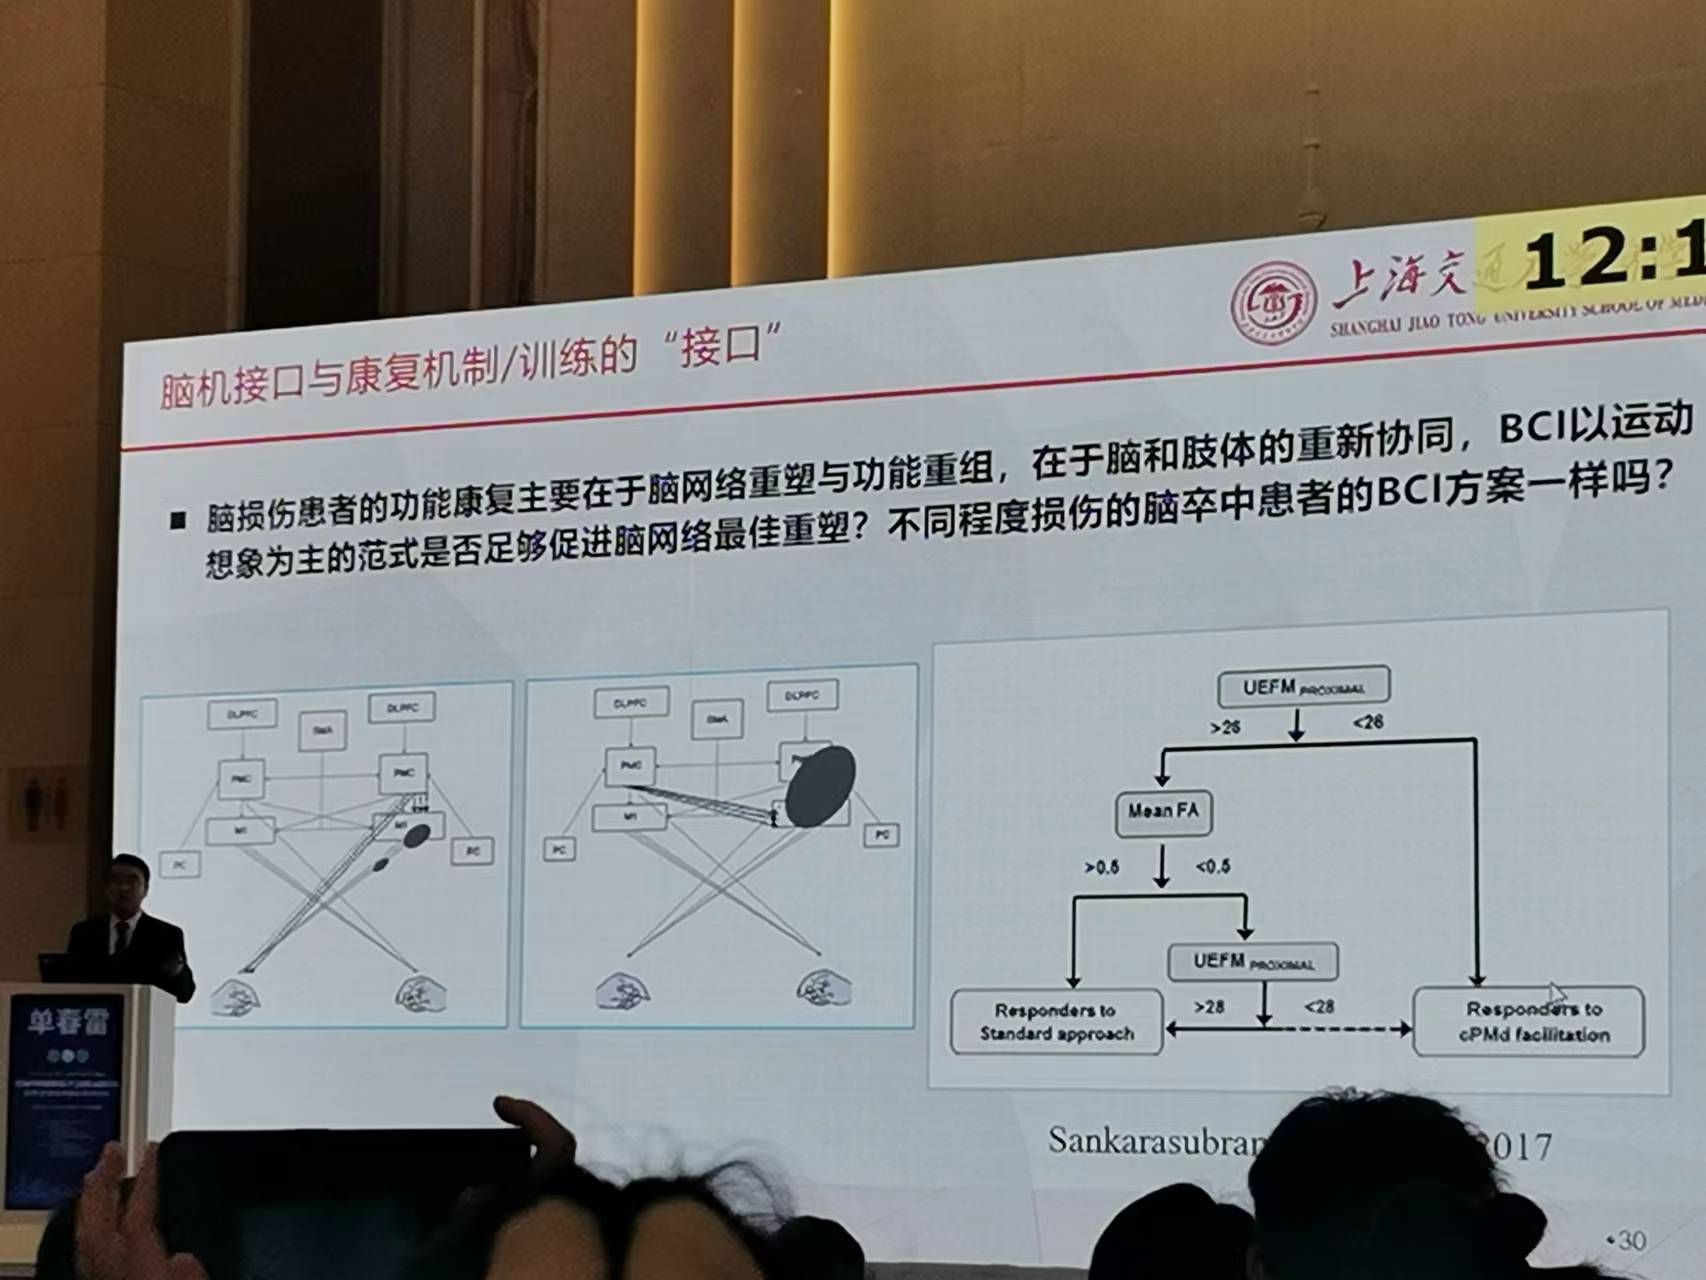 12:1
上海交通大学
SHANGHAI JIAO TONG UNIVERSITY SCHOOL OF MEDI
脑机接口与康复机制/训练的“接口”
■ 脑损伤患者的功能康复主要在于脑网络重塑与功能重组，在于脑和肢体的重新协同，BCI以运动
想象为主的范式是否足够促进脑网络最佳重塑？不同程度损伤的脑卒中患者的BCI方案一样吗？
DLPFC
SMA
DLPFC
PMC
PMC
M1
M1
PC
PC
DLPFC
SMA
DLPFC
PMC
M1
PC
PC
UEFM PROXIMAL
>28
<28
Mean FA
>0.5
<0.5
UEFM PROXIMAL
>28
<28
Responders to
Standard approach
Responders to
cPMd facilitation
Sankarasubra
2017
30
单春雷